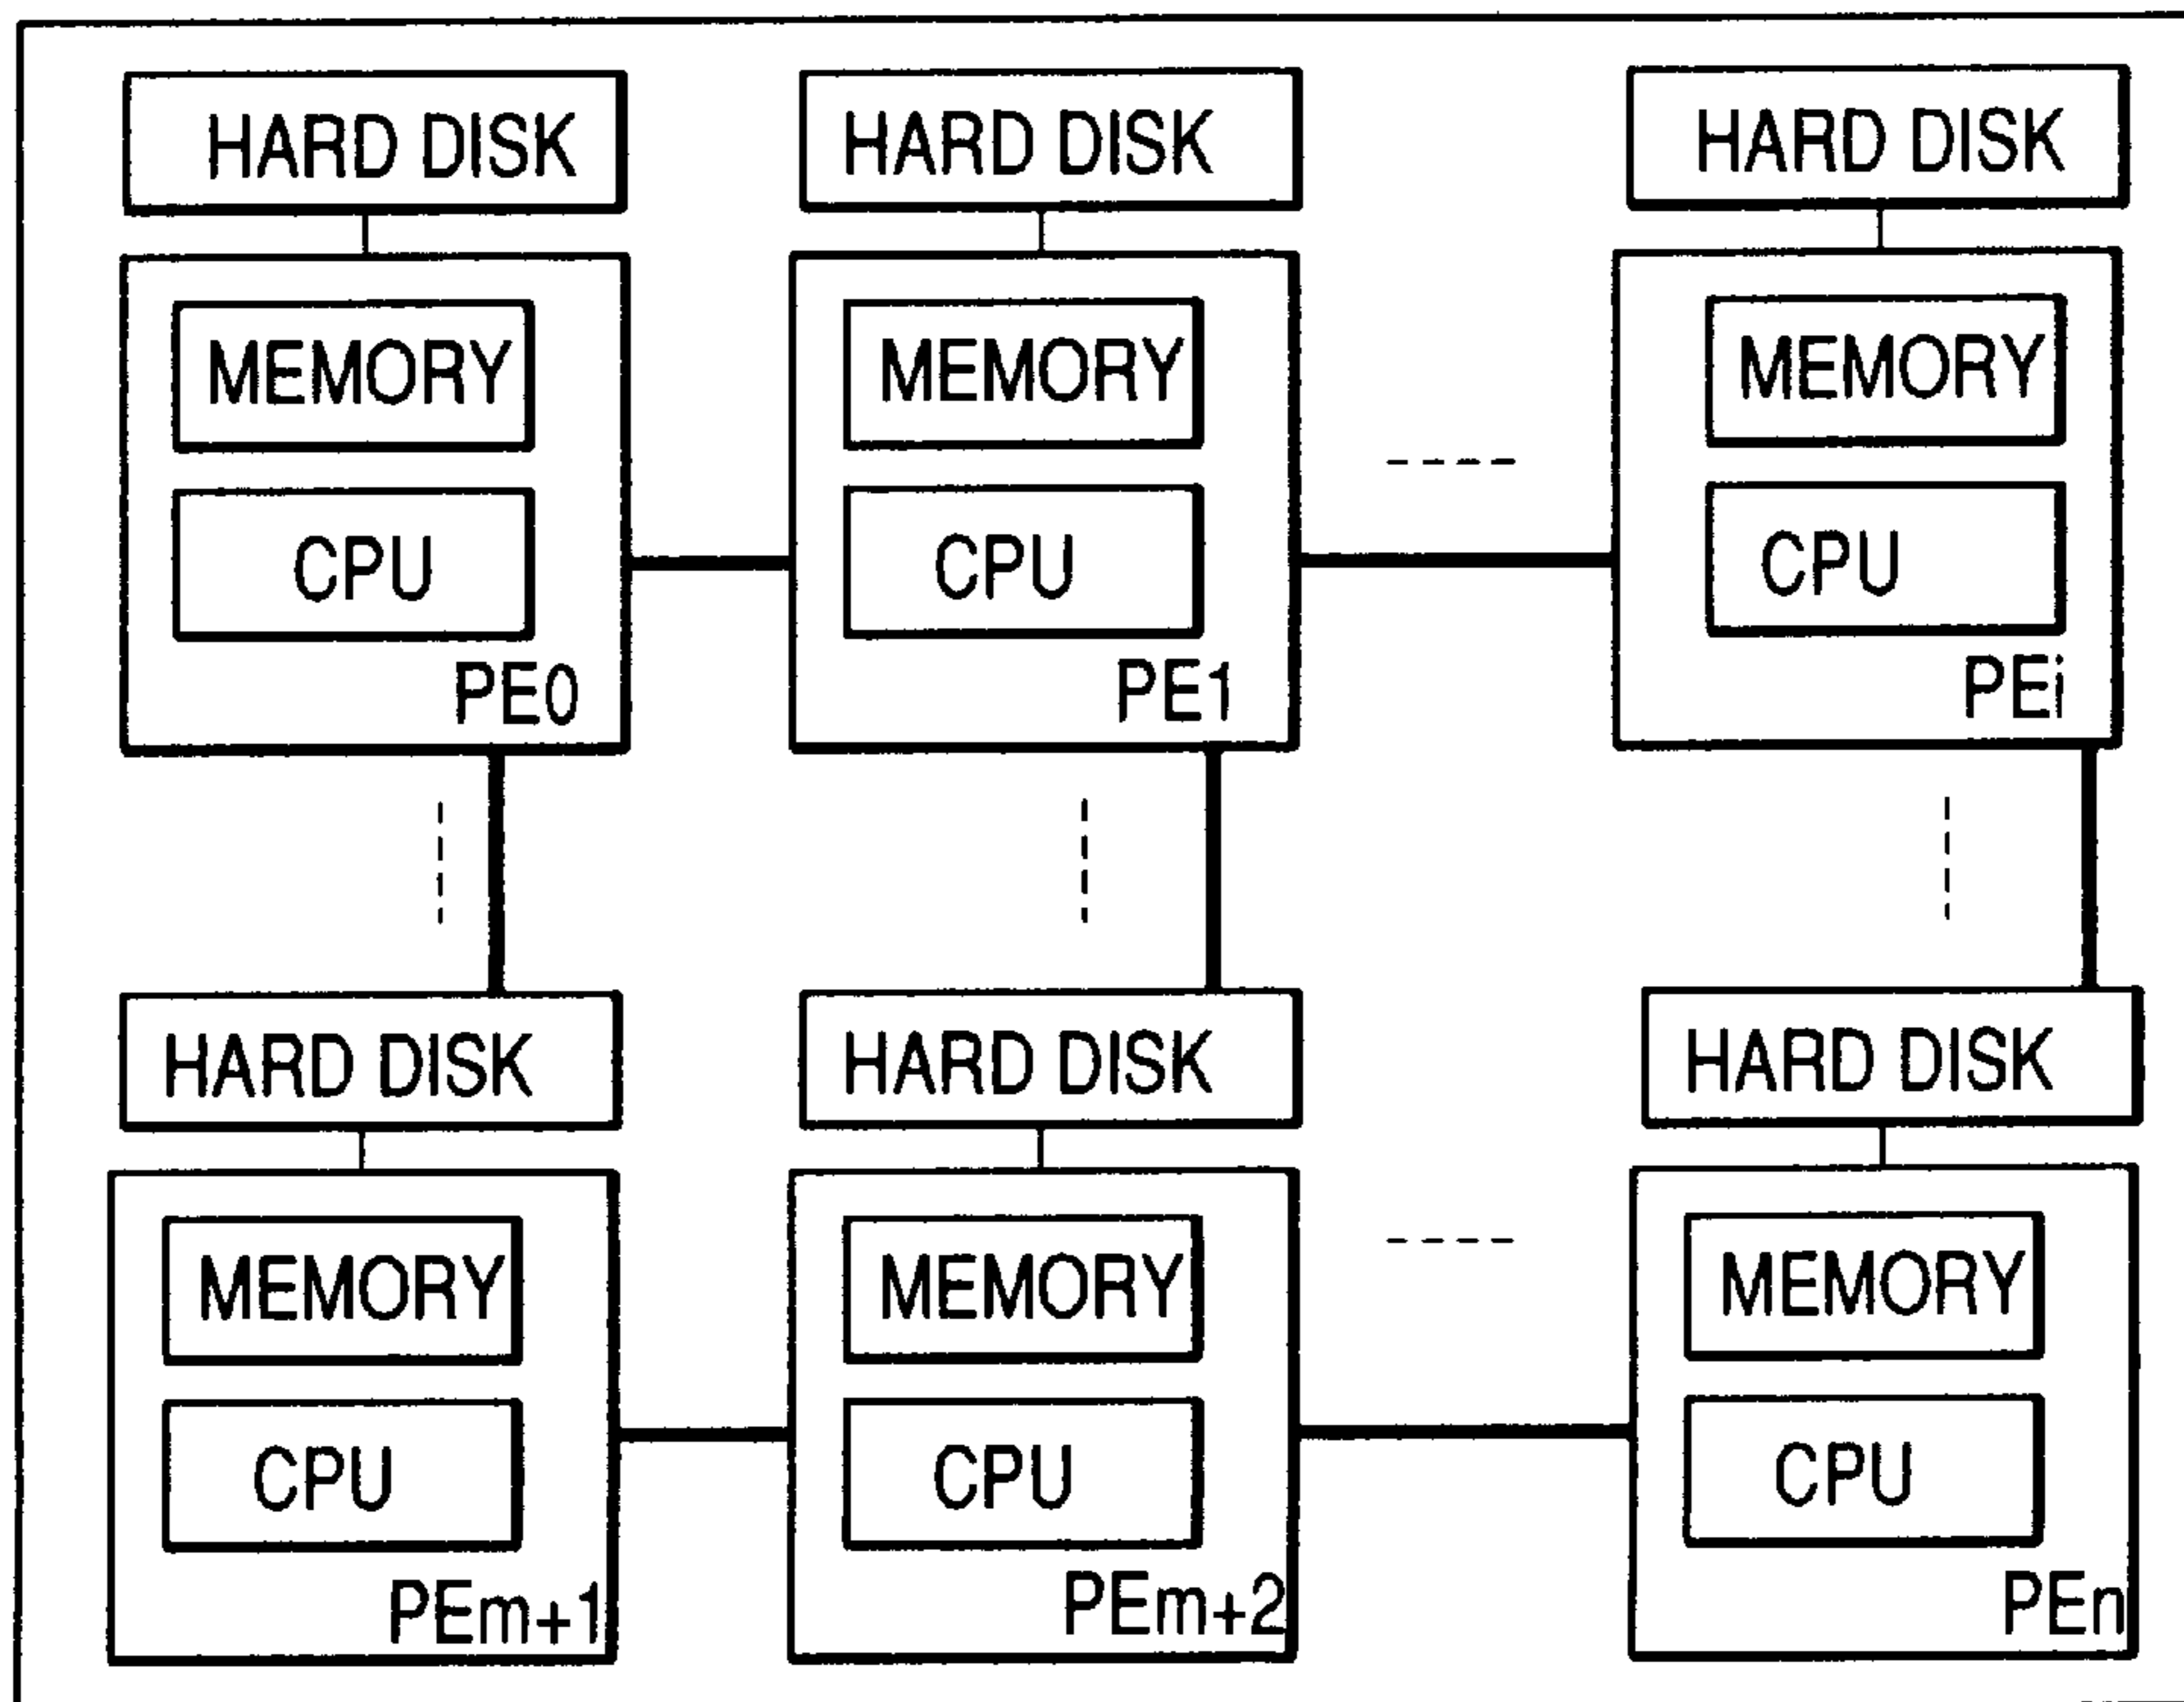 HARD DISK
HARD DISK
HARD DISK
MEMORY
MEMORY
MEMORY
CPU
CPU
CPU
PE0
PE1
PEi
HARD DISK
HARD DISK
HARD DISK
MEMORY
MEMORY
MEMORY
CPU
CPU
CPU
PEm+1
PEm+2
PEn